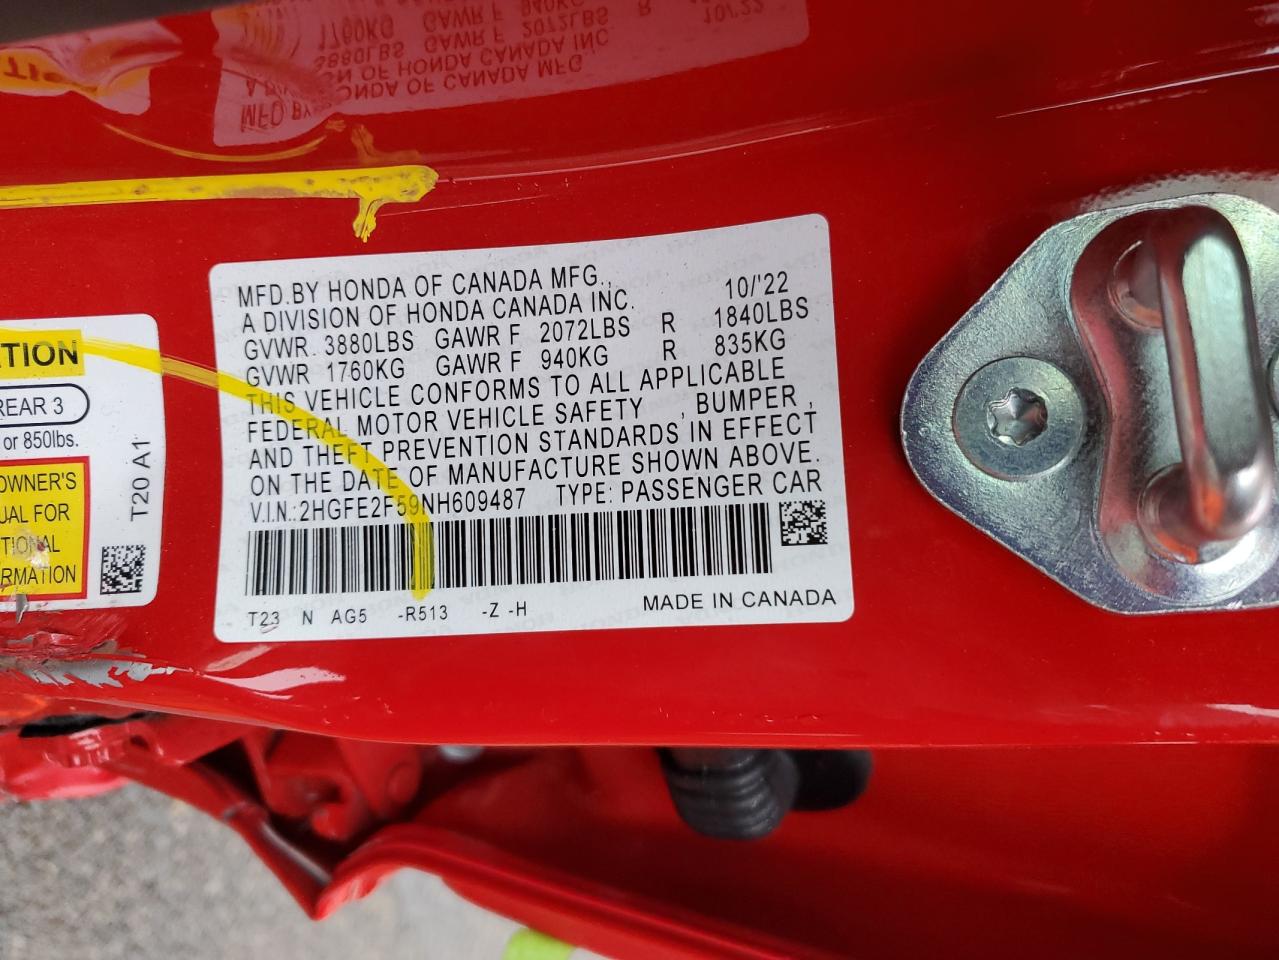 MFD.BY HONDA OF CANADA MFG., 10/'22
A DIVISION OF HONDA CANADA INC.
GVWR 3880LBS GAWR F 2072LBS R 1840LBS
GVWR 1760KG GAWR F 940KG R 835KG
THIS VEHICLE CONFORMS TO ALL APPLICABLE
FEDERAL MOTOR VEHICLE SAFETY , BUMPER ,
AND THEFT PREVENTION STANDARDS IN EFFECT
ON THE DATE OF MANUFACTURE SHOWN ABOVE.
V.I.N.:2HGFE2F59NH609487 TYPE: PASSENGER CAR
T23 N AG5 -R513 -Z -H MADE IN CANADA
TION
REAR 3
or 850lbs.
OWNER'S
UAL FOR
TIONAL
RMATION
T20 A1